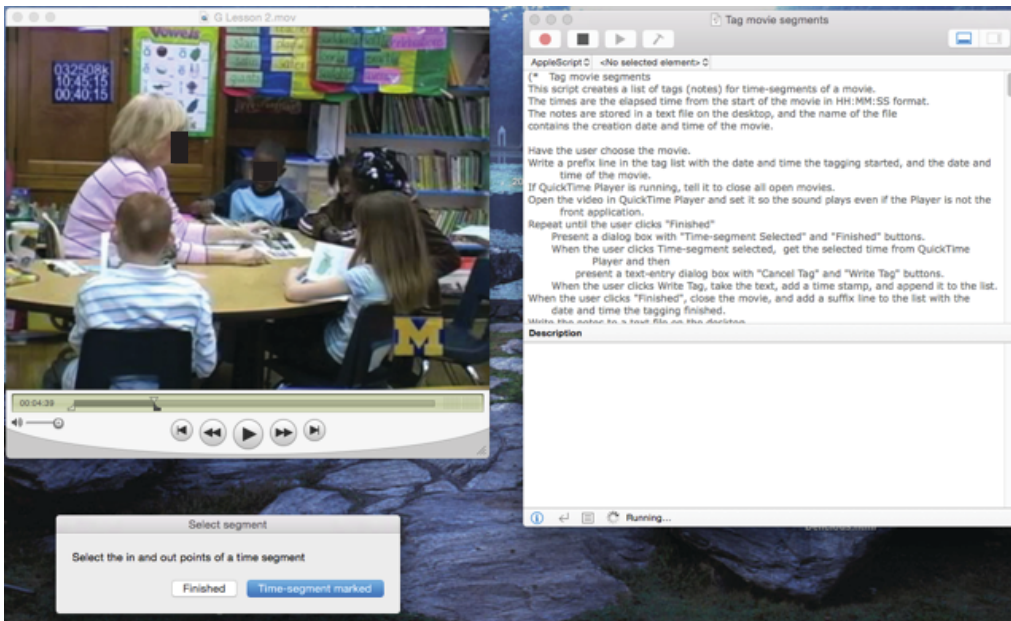 G Lesson 2.mov
Vowels
032508k
10:45:15
00:40:15
M
00:04:39
Select segment
Select the in and out points of a time segment
Finished
Time-segment marked
Tag movie segments
AppleScript
<No selected element>
(* Tag movie segments
This script creates a list of tags (notes) for time-segments of a movie.
The times are the elapsed time from the start of the movie in HH:MM:SS format.
The notes are stored in a text file on the desktop, and the name of the file
contains the creation date and time of the movie.
Have the user choose the movie.
Write a prefix line in the tag list with the date and time the tagging started, and the date and
time of the movie.
If QuickTime Player is running, tell it to close all open movies.
Open the video in QuickTime Player and set it so the sound plays even if the Player is not the
front application.
Repeat until the user clicks "Finished"
Present a dialog box with "Time-segment Selected" and "Finished" buttons.
When the user clicks Time-segment selected, get the selected time from QuickTime
Player and then
present a text-entry dialog box with "Cancel Tag" and "Write Tag" buttons.
When the user clicks Write Tag, take the text, add a time stamp, and append it to the list.
When the user clicks "Finished", close the movie, and add a suffix line to the list with the
date and time the tagging finished.
Write the notes to a text file on the desktop
Description
Running...